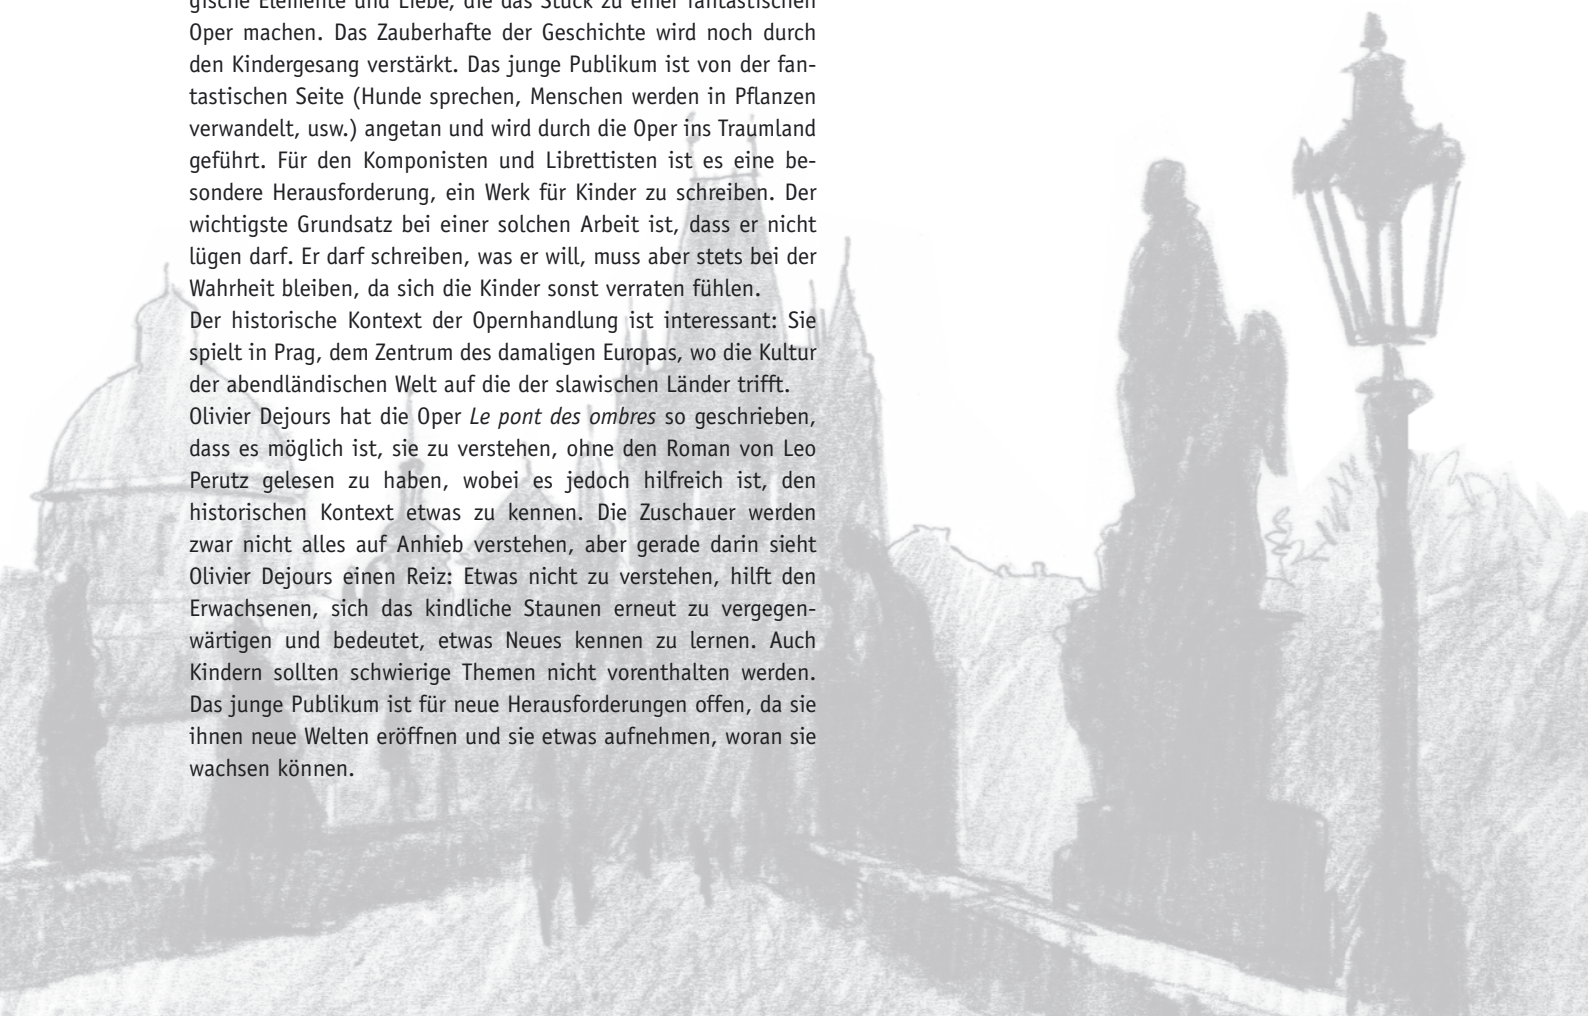 gische Elemente und Liebe, die das Stück zu einer fantastischen
Oper machen. Das Zauberhafte der Geschichte wird noch durch
den Kindergesang verstärkt. Das junge Publikum ist von der fan-
tastischen Seite (Hunde sprechen, Menschen werden in Pflanzen
verwandelt, usw.) angetan und wird durch die Oper ins Traumland
geführt. Für den Komponisten und Librettisten ist es eine be-
sondere Herausforderung, ein Werk für Kinder zu schreiben. Der
wichtigste Grundsatz bei einer solchen Arbeit ist, dass er nicht
lügen darf. Er darf schreiben, was er will, muss aber stets bei der
Wahrheit bleiben, da sich die Kinder sonst verraten fühlen.
Der historische Kontext der Opernhandlung ist interessant: Sie
spielt in Prag, dem Zentrum des damaligen Europas, wo die Kultur
der abendländischen Welt auf die der slawischen Länder trifft.
Olivier Dejours hat die Oper Le pont des ombres so geschrieben,
dass es möglich ist, sie zu verstehen, ohne den Roman von Leo
Perutz gelesen zu haben, wobei es jedoch hilfreich ist, den
historischen Kontext etwas zu kennen. Die Zuschauer werden
zwar nicht alles auf Anhieb verstehen, aber gerade darin sieht
Olivier Dejours einen Reiz: Etwas nicht zu verstehen, hilft den
Erwachsenen, sich das kindliche Staunen erneut zu vergegen-
wärtigen und bedeutet, etwas Neues kennen zu lernen. Auch
Kindern sollten schwierige Themen nicht vorenthalten werden.
Das junge Publikum ist für neue Herausforderungen offen, da sie
ihnen neue Welten eröffnen und sie etwas aufnehmen, woran sie
wachsen können.